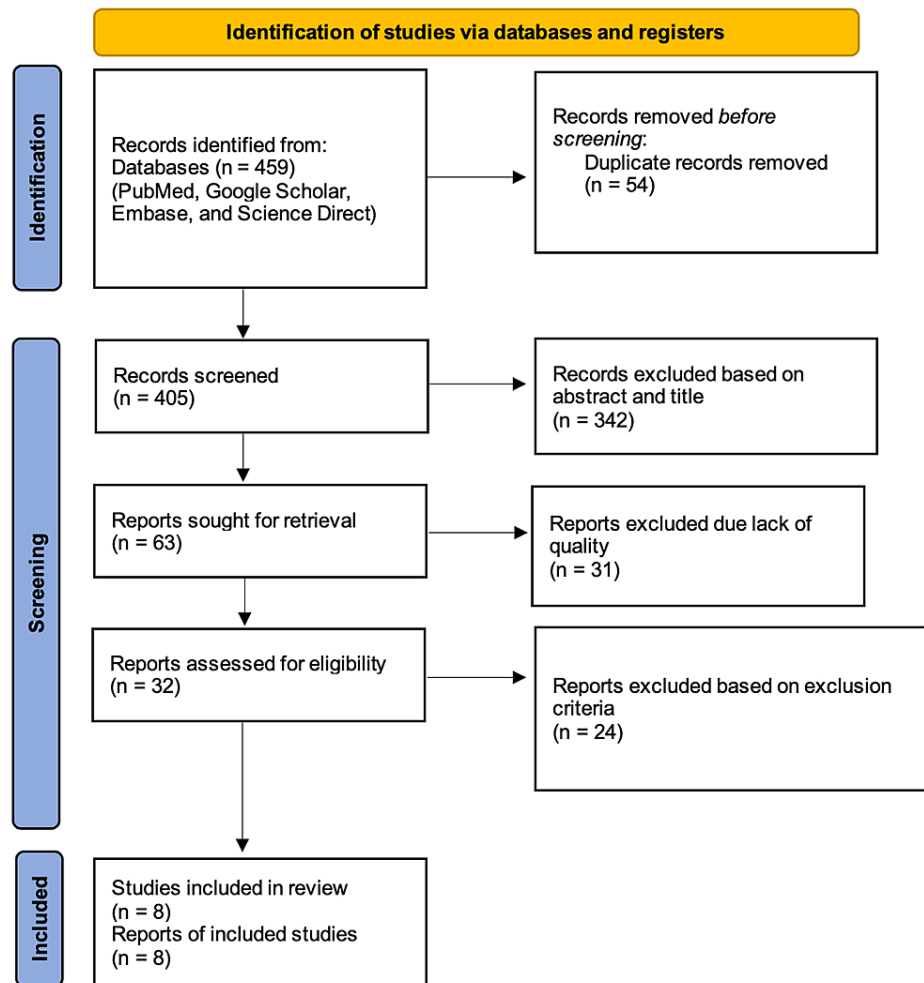 Identification of studies via databases and registers
Identification
Records identified from:
Databases (n = 459)
(PubMed, Google Scholar,
Embase, and Science Direct)
Records removed before
screening:
Duplicate records removed
(n = 54)
Screening
Records screened
(n = 405)
Records excluded based on
abstract and title
(n = 342)
Reports sought for retrieval
(n = 63)
Reports excluded due lack of
quality
(n = 31)
Reports assessed for eligibility
(n = 32)
Reports excluded based on exclusion
criteria
(n = 24)
Included
Studies included in review
(n = 8)
Reports of included studies
(n = 8)